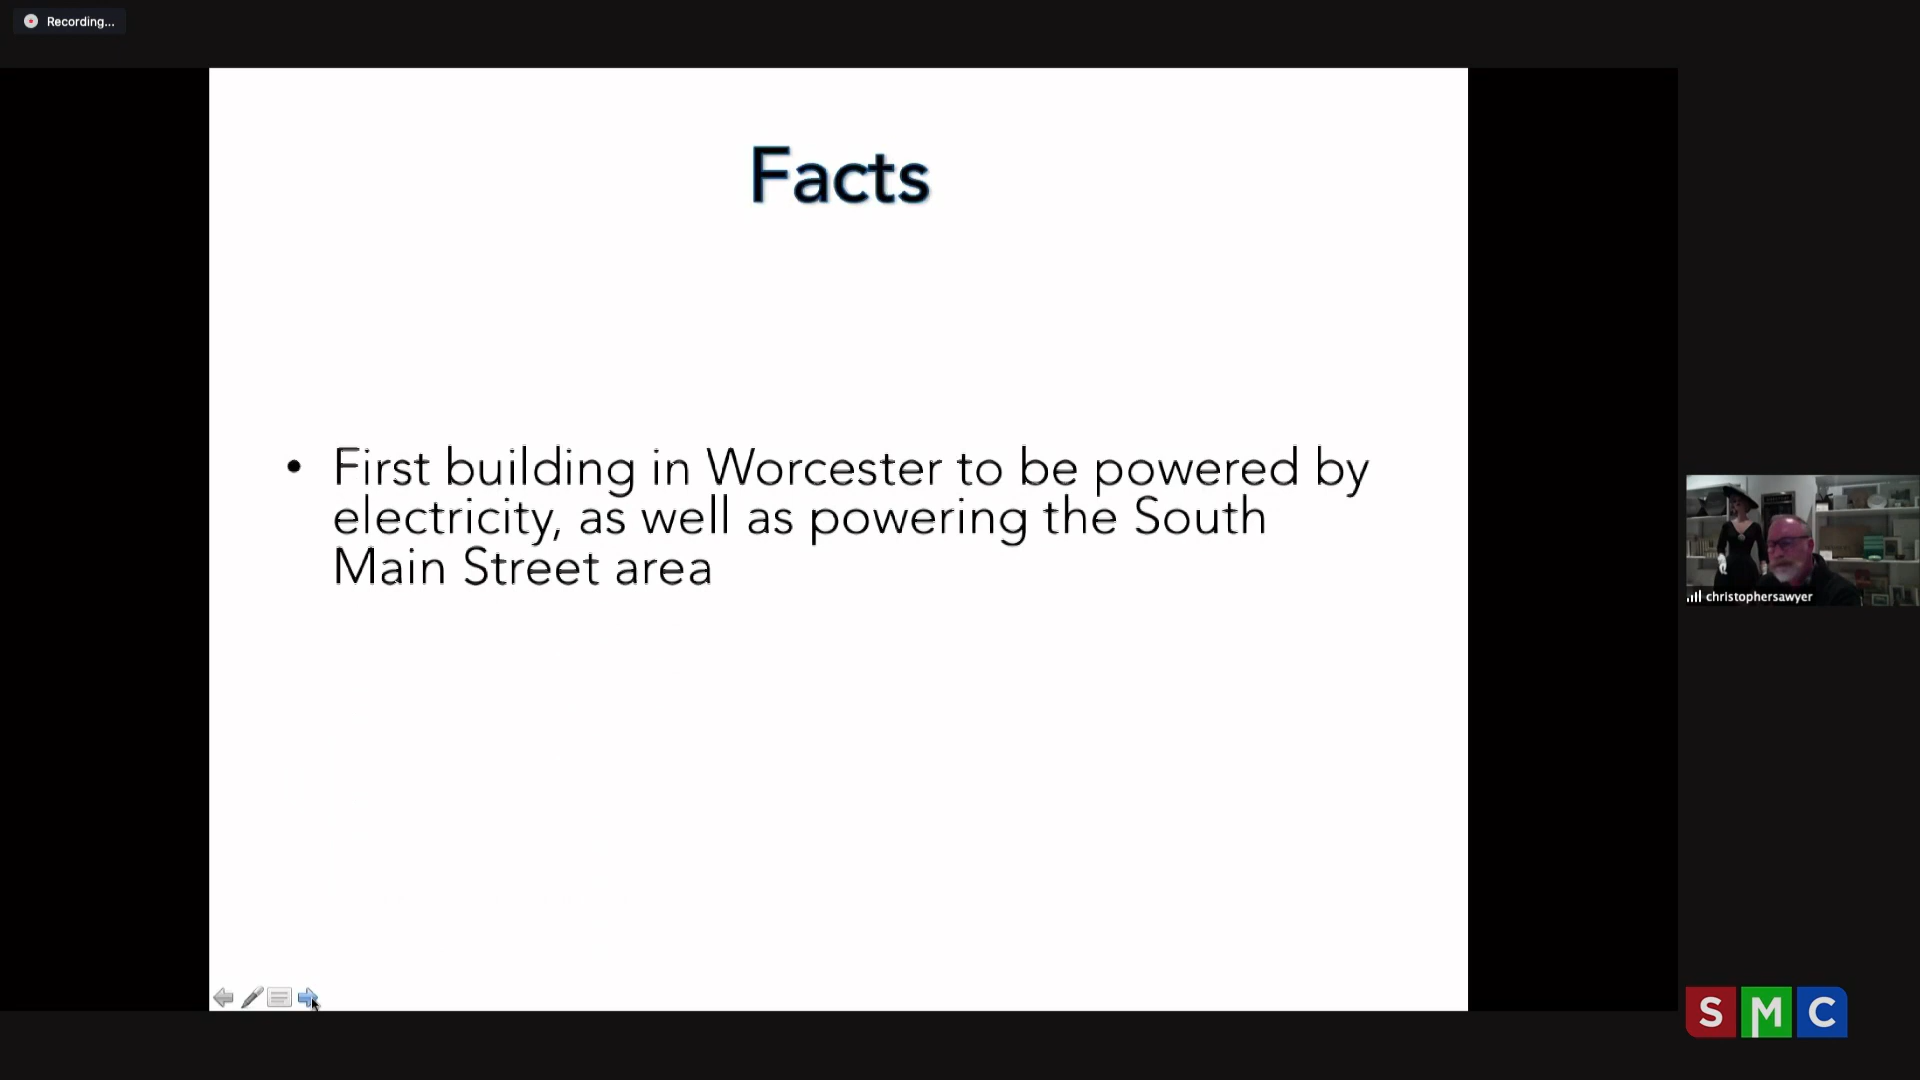 Recording...
Facts
• First building in Worcester to be powered by
electricity, as well as powering the South
Main Street area
christophersawyer
SMC